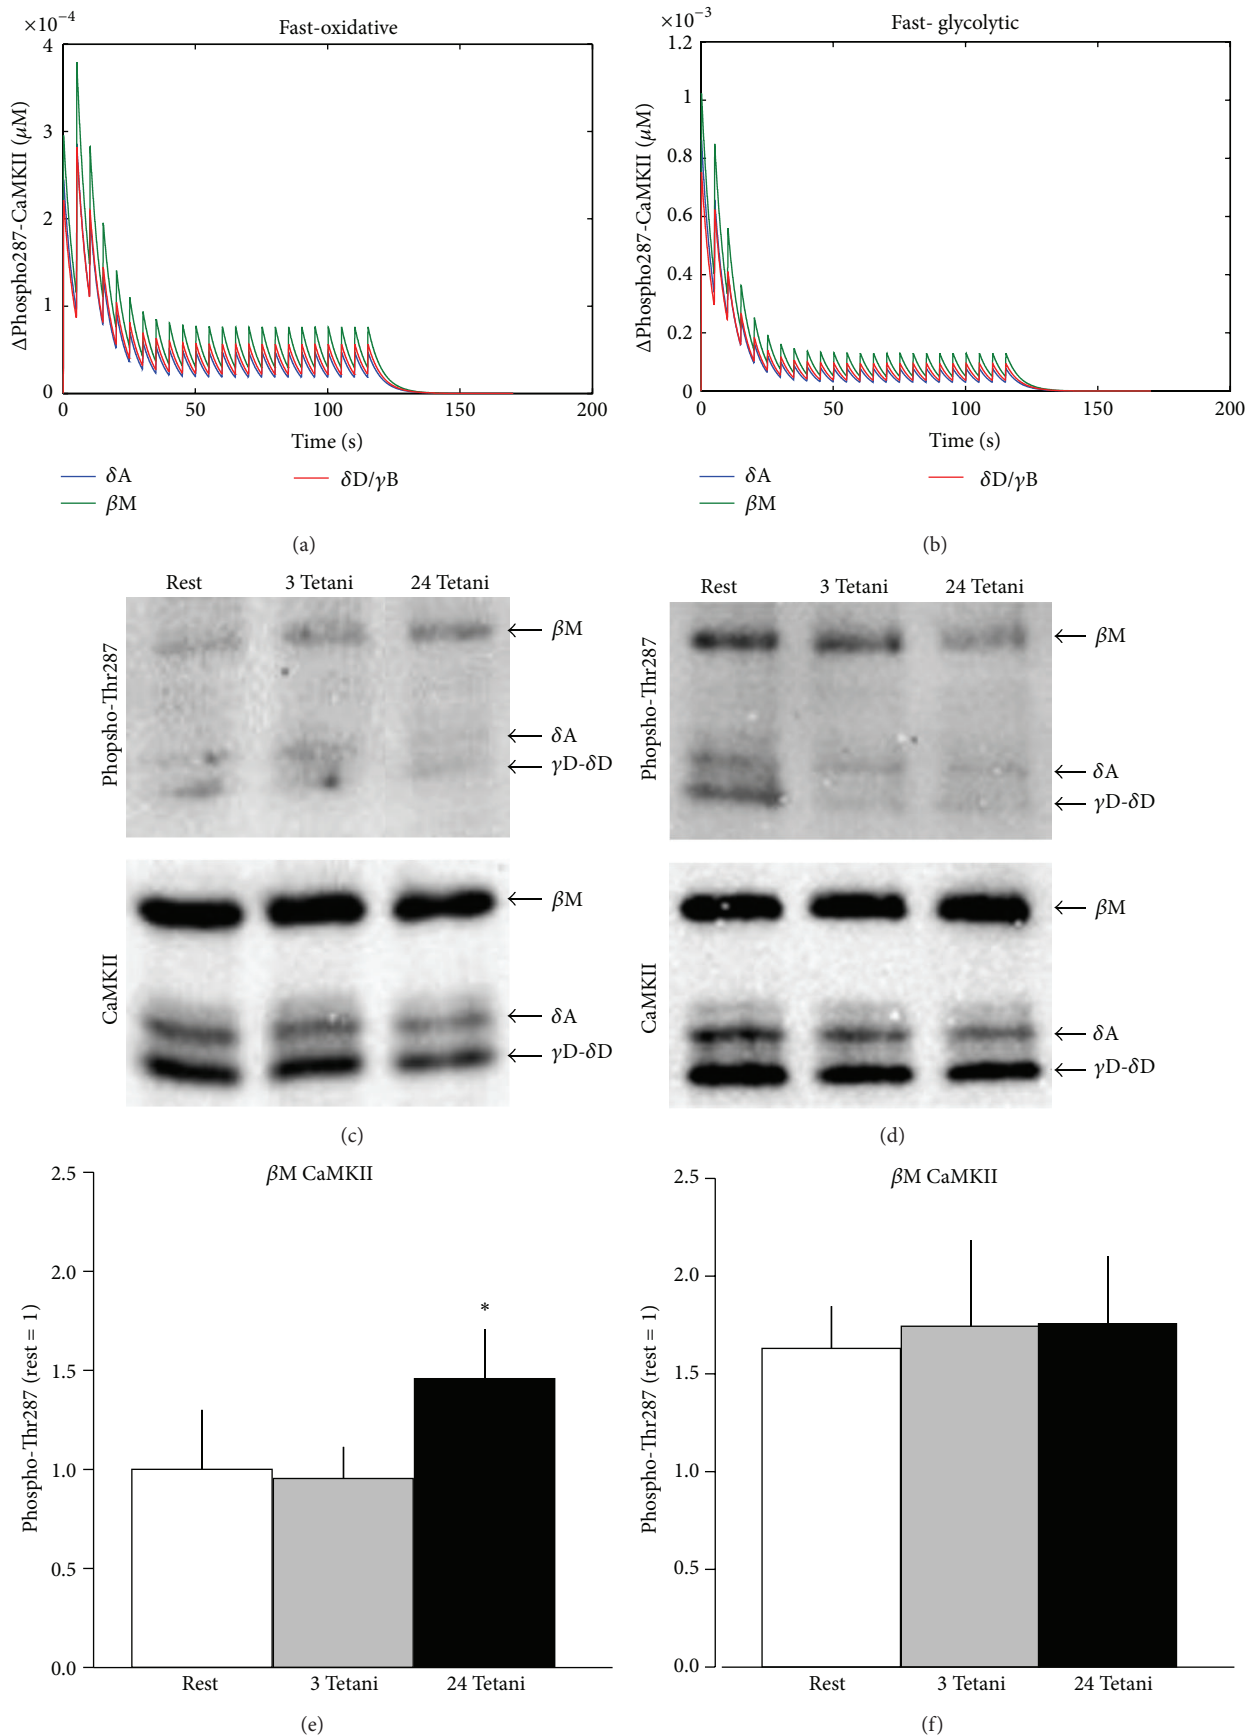 ×10⁻⁴
Fast-oxidative
4
3
2
1
0
ΔPhospho287-CaMKII (μM)
0
50
100
150
200
Time (s)
δA
βM
δD/γB
(a)
×10⁻³
Fast- glycolytic
1.2
1
0.8
0.6
0.4
0.2
0
ΔPhospho287-CaMKII (μM)
0
50
100
150
200
Time (s)
δA
βM
δD/γB
(b)
Rest
3 Tetani
24 Tetani
Phopsho-Thr287
βM
δA
γD-δD
CaMKII
βM
δA
γD-δD
(c)
Rest
3 Tetani
24 Tetani
Phopsho-Thr287
βM
δA
γD-δD
CaMKII
βM
δA
γD-δD
(d)
βM CaMKII
2.5
2.0
1.5
1.0
0.5
0.0
Phospho-Thr287 (rest = 1)
*
Rest
3 Tetani
24 Tetani
(e)
βM CaMKII
2.5
2.0
1.5
1.0
0.5
0.0
Phospho-Thr287 (rest = 1)
Rest
3 Tetani
24 Tetani
(f)